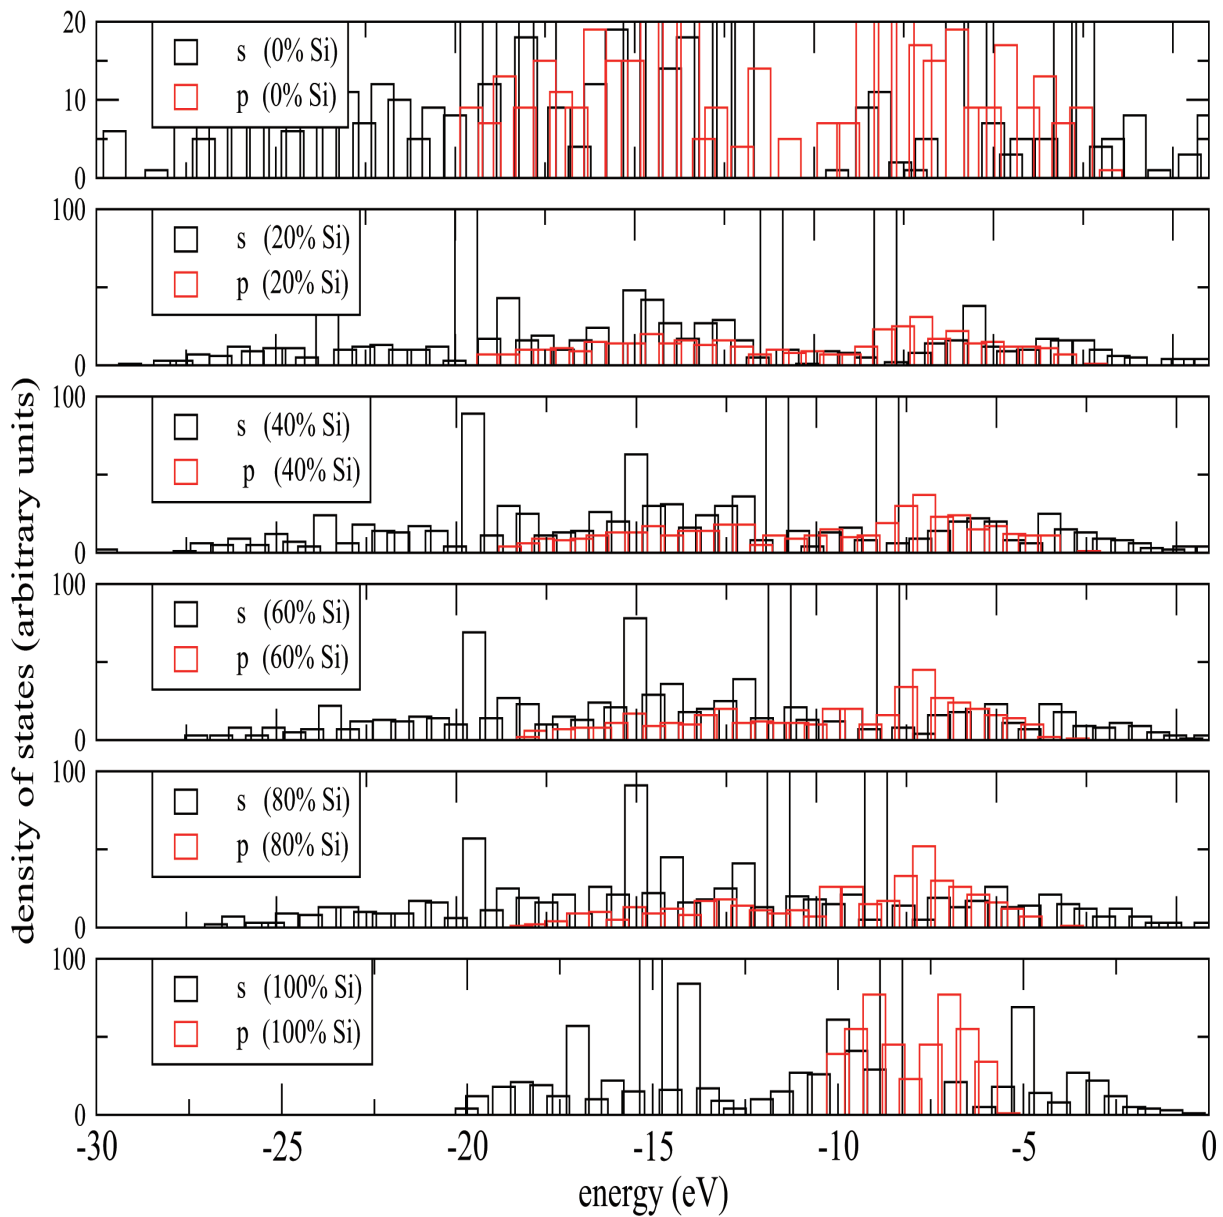 20
10
0
s (0% Si)
p (0% Si)
100
0
s (20% Si)
p (20% Si)
100
0
s (40% Si)
p (40% Si)
100
0
s (60% Si)
p (60% Si)
100
0
s (80% Si)
p (80% Si)
100
0
s (100% Si)
p (100% Si)
density of states (arbitrary units)
-30 -25 -20 -15 -10 -5 0
energy (eV)